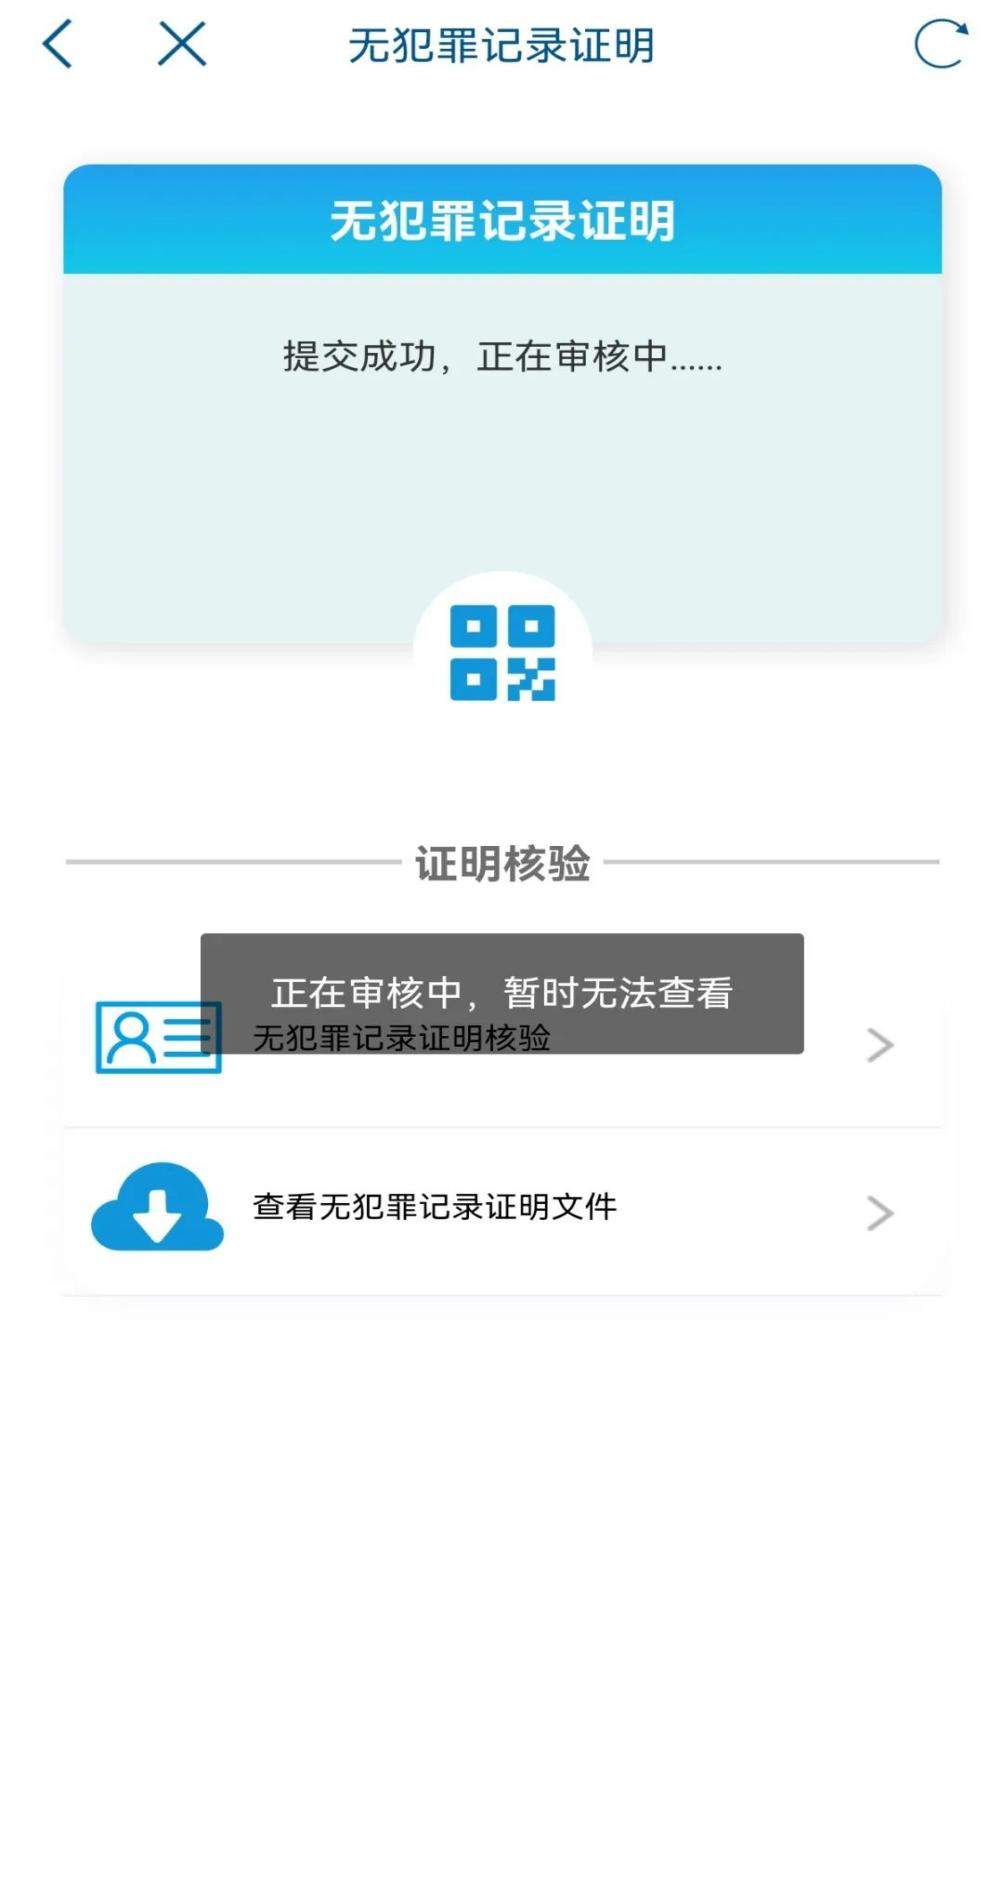 无犯罪记录证明
无犯罪记录证明
提交成功，正在审核中......
证明核验
正在审核中，暂时无法查看
无犯罪记录证明核验
查看无犯罪记录证明文件